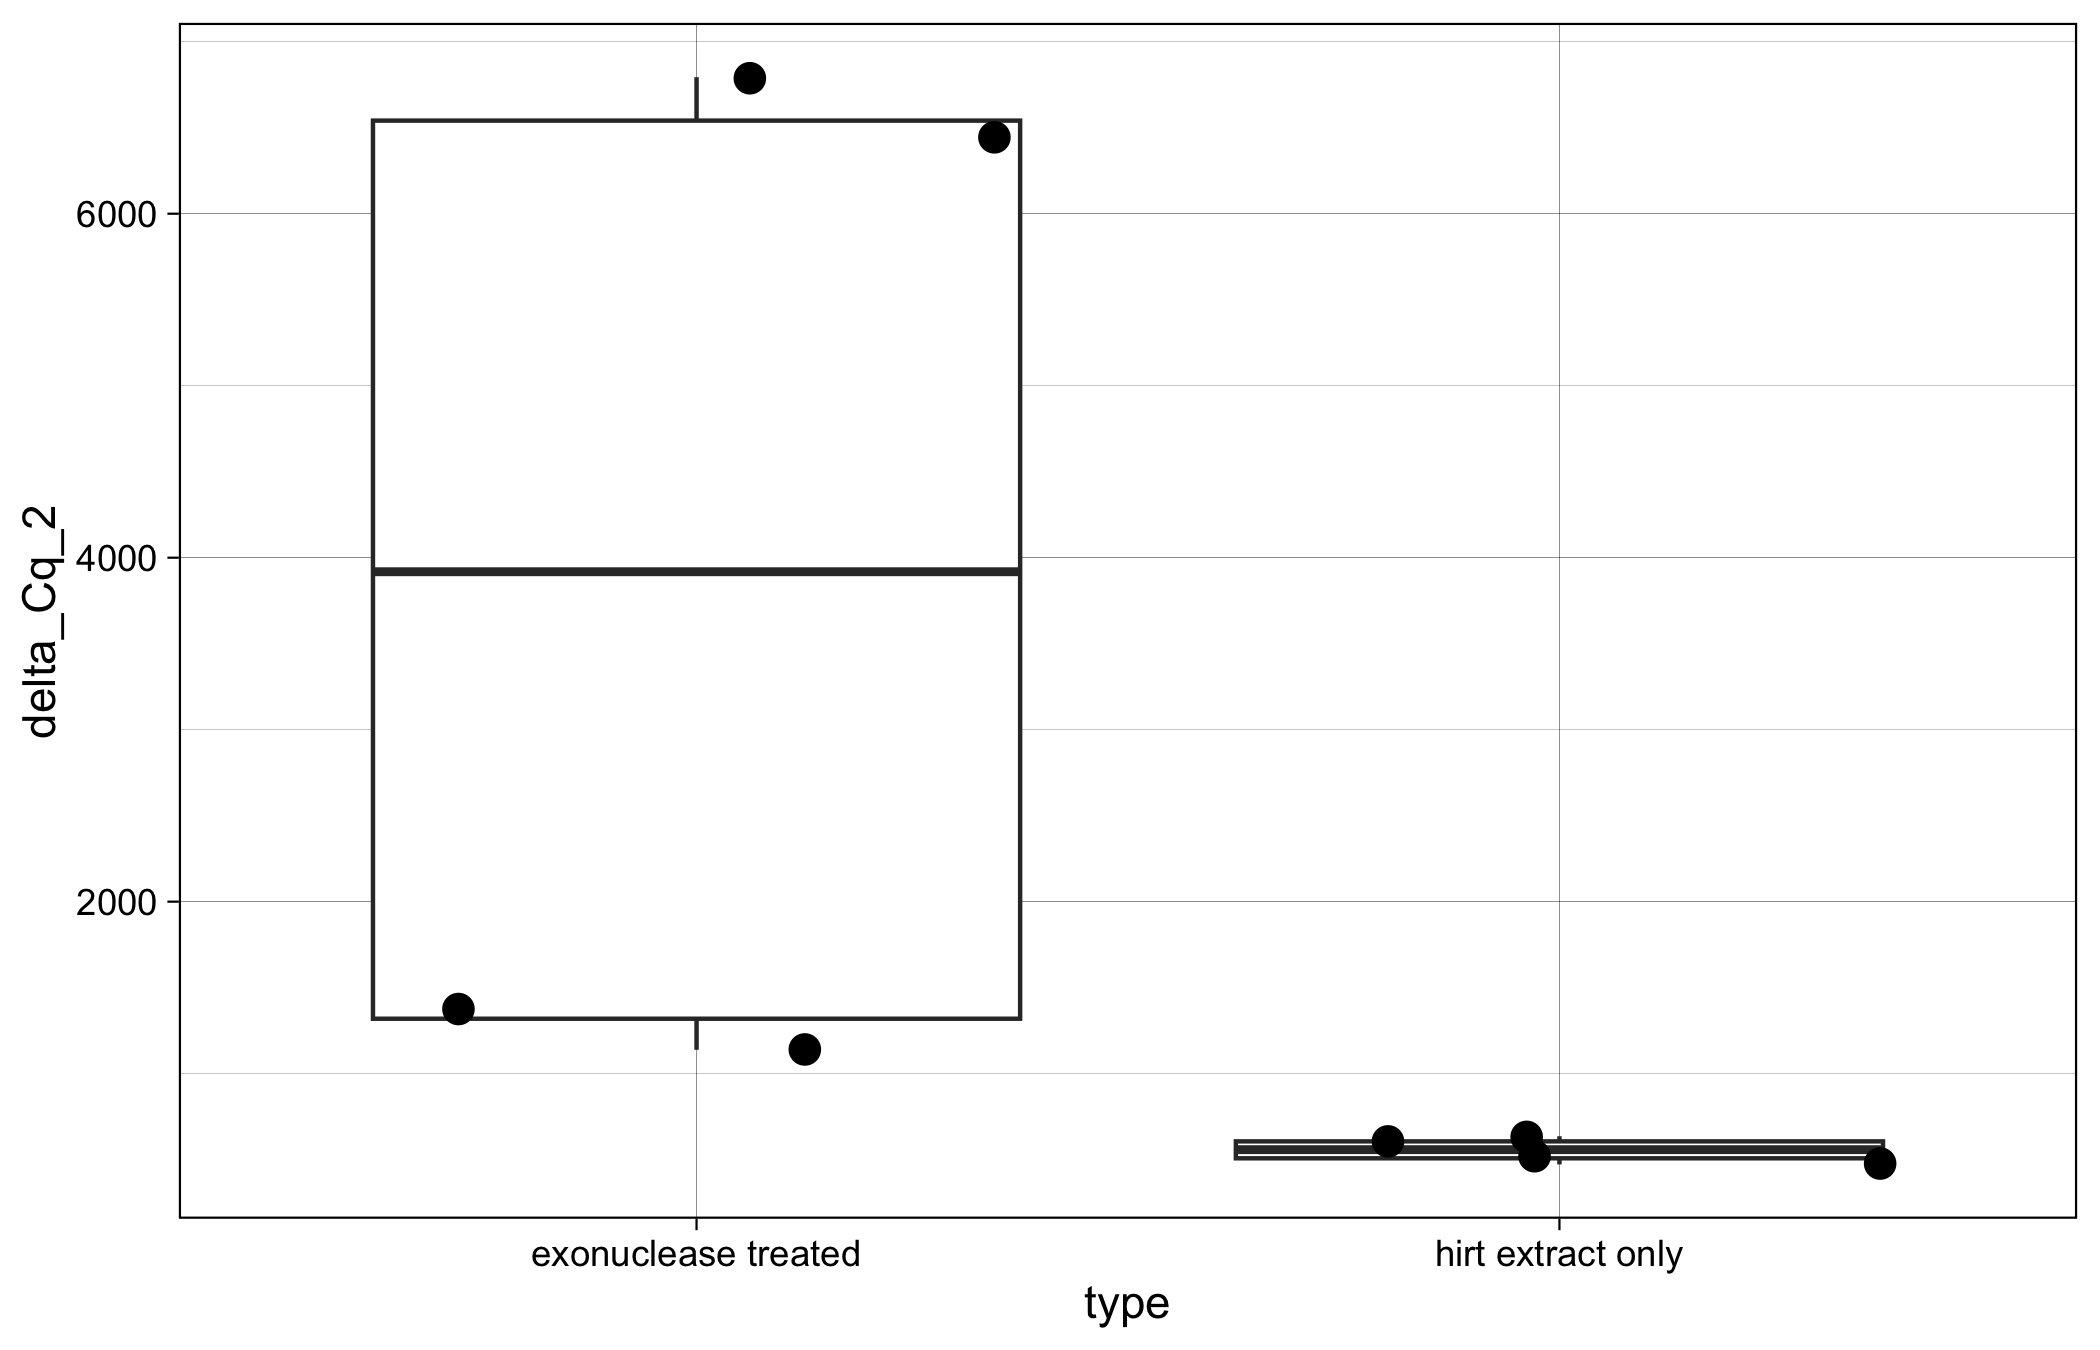 delta_Cq_2
6000
4000
2000
exonuclease treated
hirt extract only
type